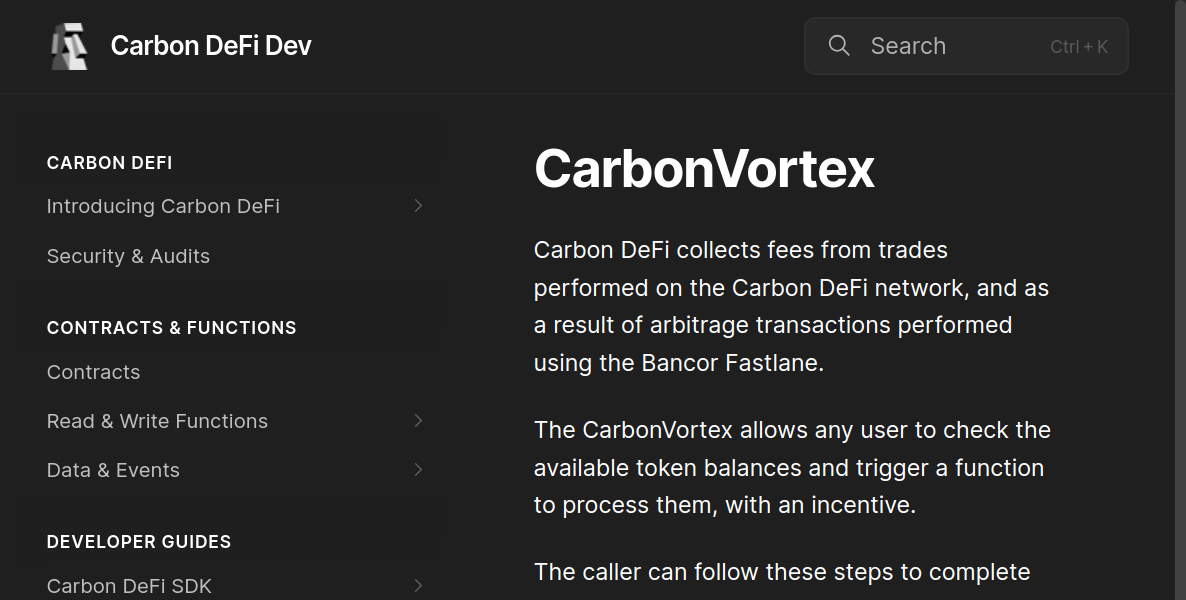 Carbon DeFi Dev
Search
Ctrl + K
CARBON DEFI
Introducing Carbon DeFi
Security & Audits
CONTRACTS & FUNCTIONS
Contracts
Read & Write Functions
Data & Events
DEVELOPER GUIDES
Carbon DeFi SDK
CarbonVortex
Carbon DeFi collects fees from trades
performed on the Carbon DeFi network, and as
a result of arbitrage transactions performed
using the Bancor Fastlane.
The CarbonVortex allows any user to check the
available token balances and trigger a function
to process them, with an incentive.
The caller can follow these steps to complete